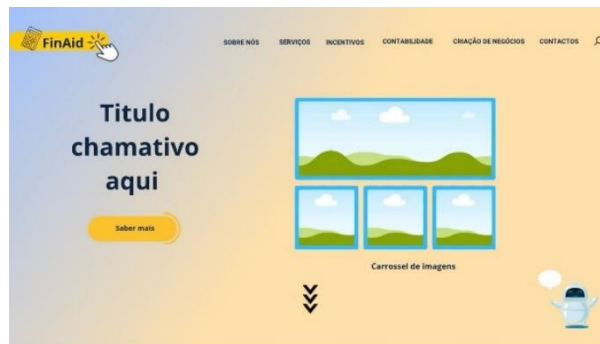 FinAid
SOBRE NÓS SERVIÇOS INCENTIVOS CONTABILIDADE CRIAÇÃO DE NEGÓCIOS CONTACTOS
Titulo
chamativo
aqui
Saber mais
Carrossel de imagens